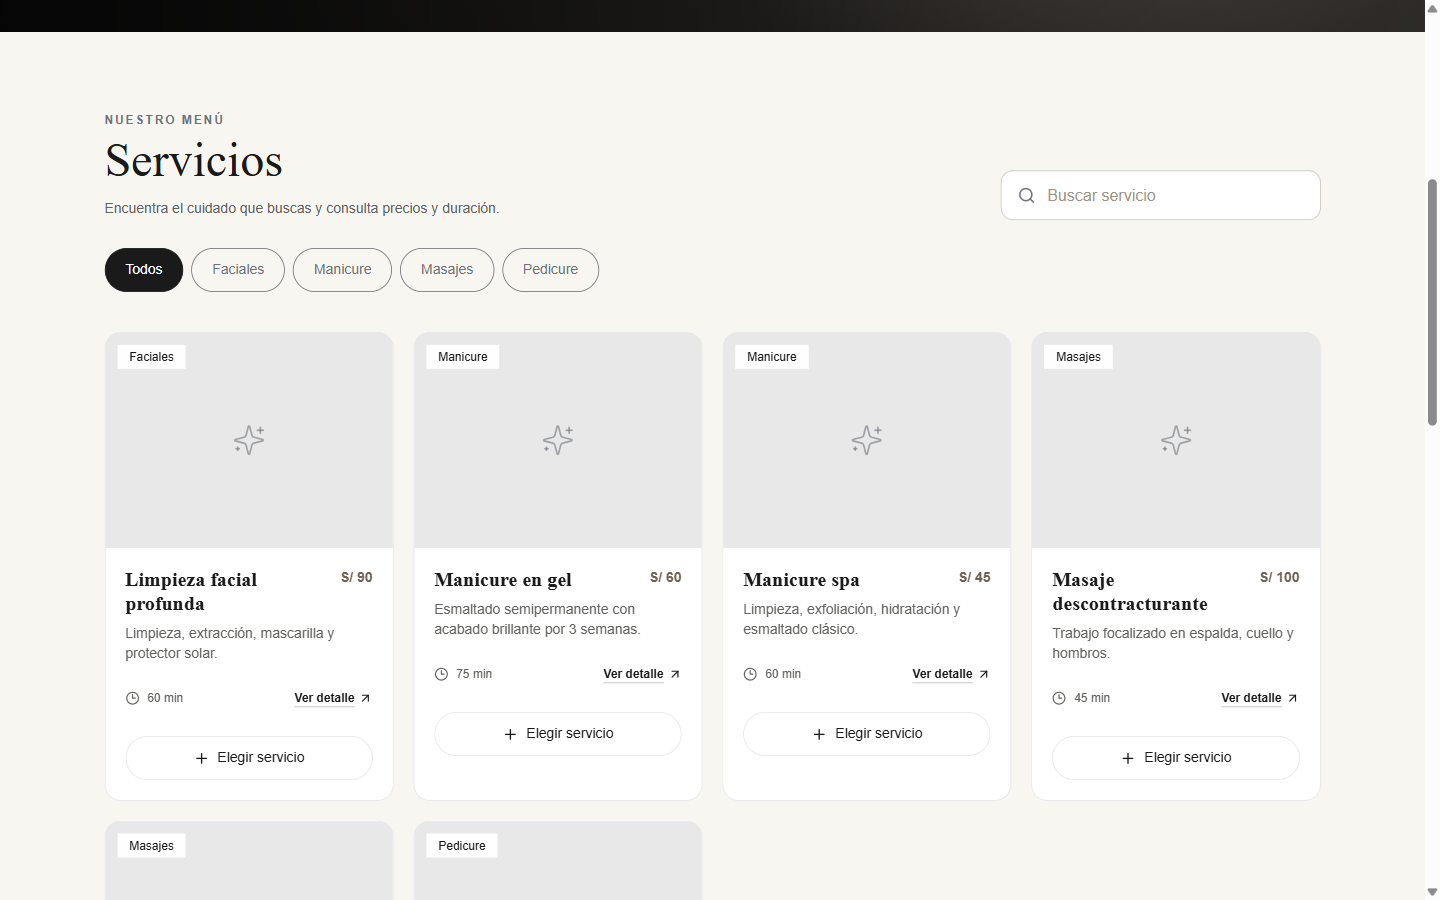 NUESTRO MENÚ
Servicios
Encuentra el cuidado que buscas y consulta precios y duración.
Buscar servicio
Todos
Faciales
Manicure
Masajes
Pedicure
Faciales
Limpieza facial profunda
S/ 90
Limpieza, extracción, mascarilla y
protector solar.
60 min
Ver detalle
Elegir servicio
Manicure
Manicure en gel
S/ 60
Esmaltado semipermanente con
acabado brillante por 3 semanas.
75 min
Ver detalle
Elegir servicio
Manicure
Manicure spa
S/ 45
Limpieza, exfoliación, hidratación y
esmaltado clásico.
60 min
Ver detalle
Elegir servicio
Masajes
Masaje
descontracturante
S/ 100
Trabajo focalizado en espalda, cuello y
hombros.
45 min
Ver detalle
Elegir servicio
Masajes
Pedicure